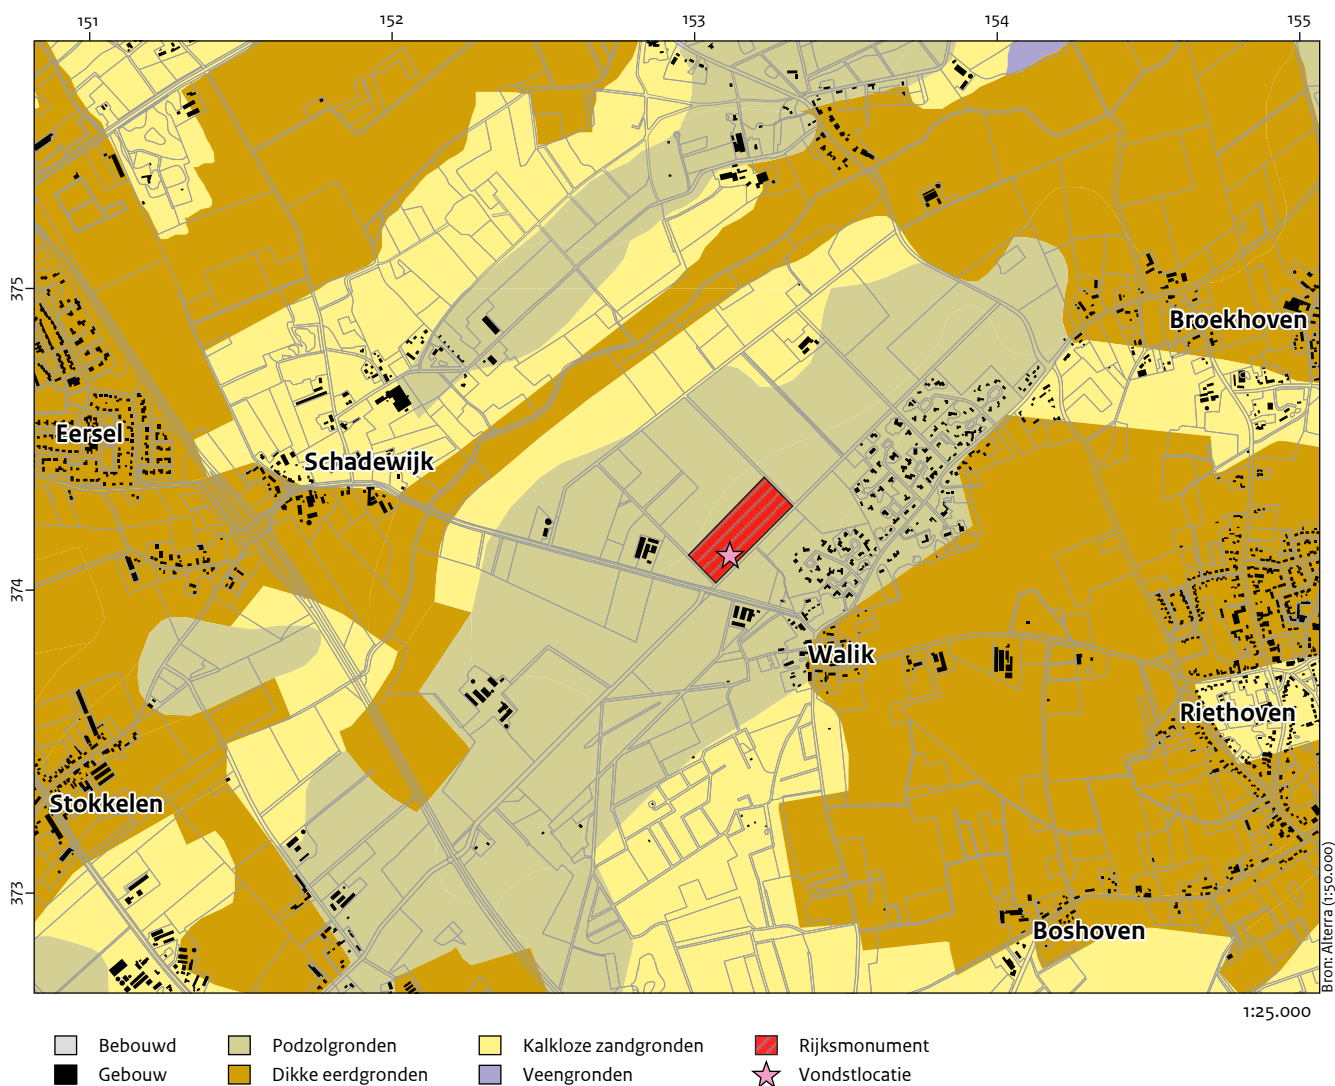 151 152 153 154 155
375
374
373
Broekhoven
Eersel
Schadewijk
Walik
Riethoven
Stokkelen
Boshoven
Bron: Alterra (1:50.000)
1:25.000
Bebouwd
Podzolgronden
Kalkloze zandgronden
Rijksmonument
Gebouw
Dikke eerdgronden
Veengronden
Vondstlocatie